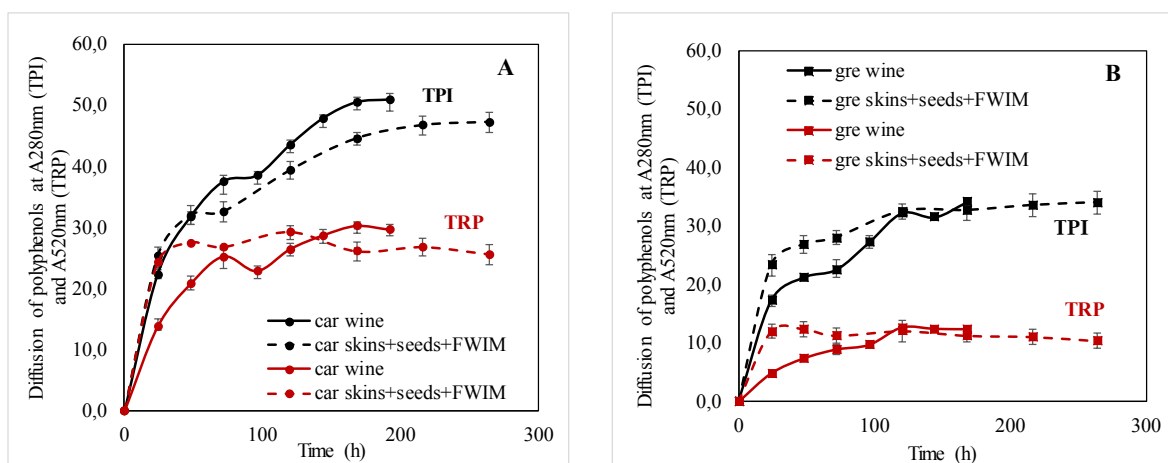 Diffusion of polyphenols at A280nm (TPI)
and A520nm (TRP)
60,0
50,0
40,0
30,0
20,0
10,0
0,0
A
TPI
TRP
car wine
car skins+seeds+FWIM
car wine
car skins+seeds+FWIM
0
100
200
300
Time (h)
Diffusion of polyphenols at A280nm (TPI)
and A520nm (TRP)
60,0
50,0
40,0
30,0
20,0
10,0
0,0
B
gre wine
gre skins+seeds+FWIM
gre wine
gre skins+seeds+FWIM
TPI
TRP
0
100
200
300
Time (h)